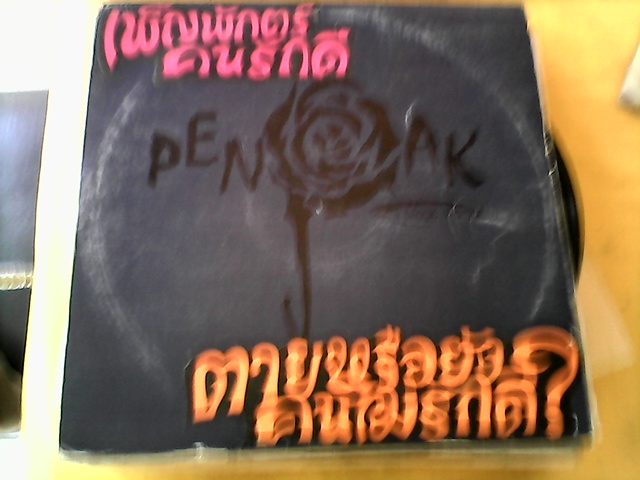 เพ็ญพักตร์
คนรักดี
PEN PAK
ตายหรือยัง
คนไม่รักดี?